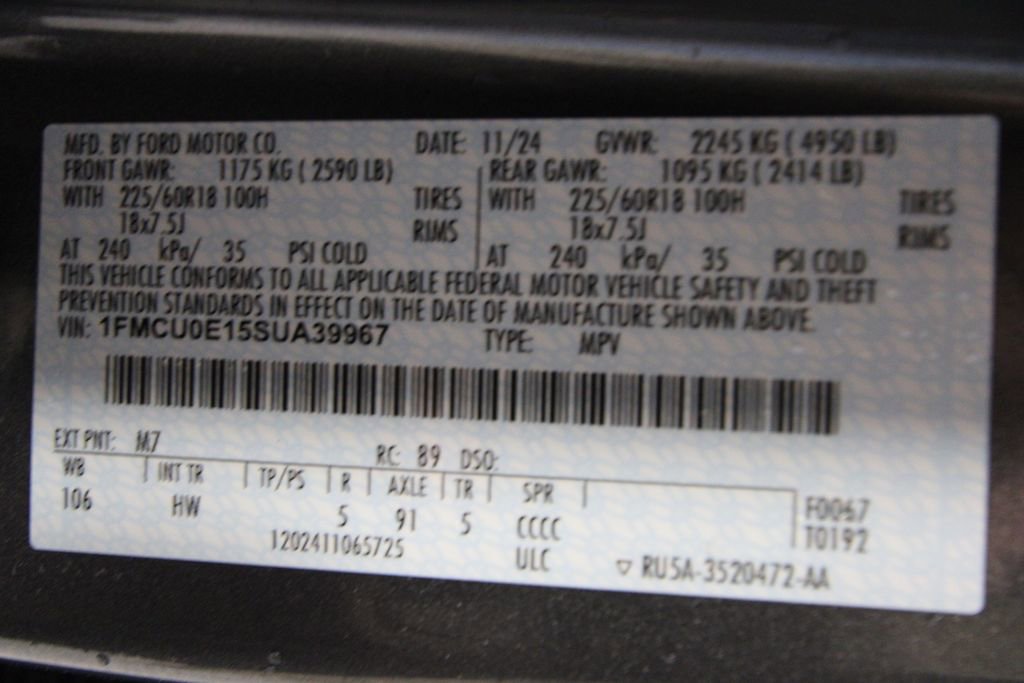 MFD. BY FORD MOTOR CO. DATE: 11/24 GVWR: 2245 KG ( 4950 LB)
FRONT GAWR: 1175 KG ( 2590 LB) REAR GAWR: 1095 KG ( 2414 LB)
WITH 225/60R18 100H TIRES WITH 225/60R18 100H TIRES
18x7.5J RIMS 18x7.5J RIMS
AT 240 kPa/ 35 PSI COLD AT 240 kPa/ 35 PSI COLD
THIS VEHICLE CONFORMS TO ALL APPLICABLE FEDERAL MOTOR VEHICLE SAFETY AND THEFT
PREVENTION STANDARDS IN EFFECT ON THE DATE OF MANUFACTURE SHOWN ABOVE.
VIN: 1FMCU0E15SUA39967 TYPE: MPV
EXT PNT: M7 RC: 89 DSO:
WB INT TR TP/PS R AXLE TR SPR F0067
106 HW 5 91 5 CCCC T0192
1202411065725 ULC ▽ RU5A-3520472-AA